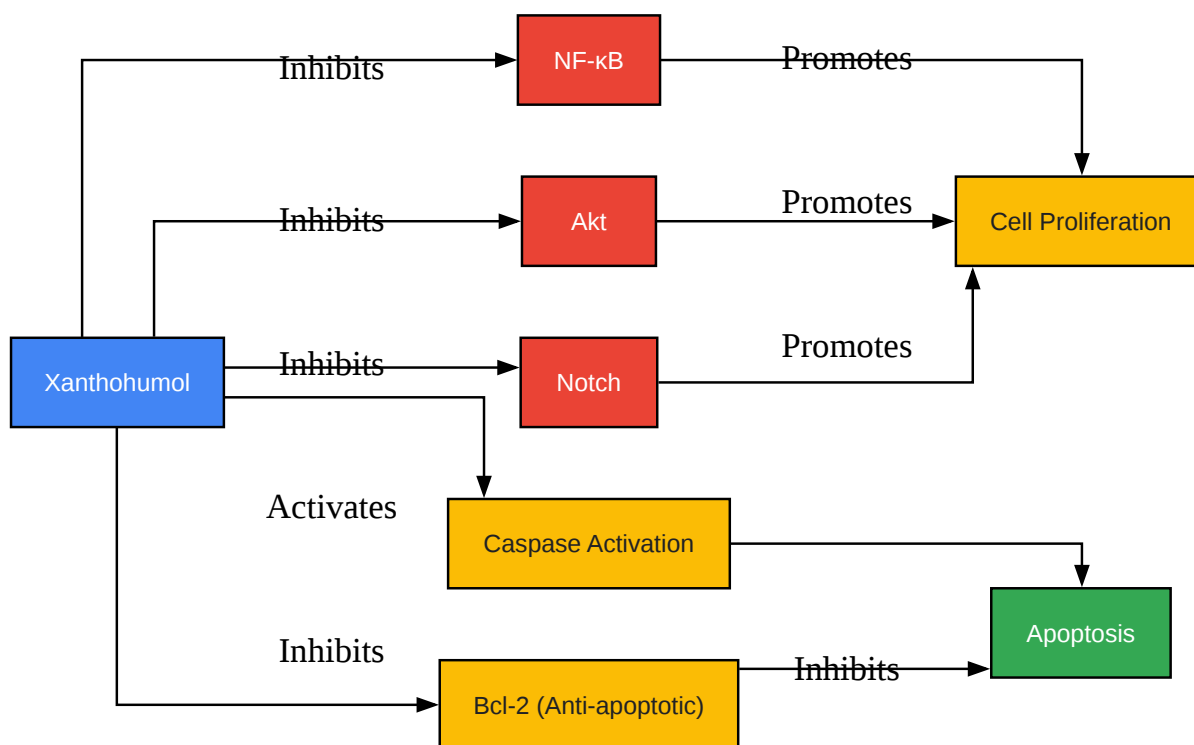 Inhibits
NF-κB
Promotes
Inhibits
Akt
Promotes
Cell Proliferation
Xanthohumol
Inhibits
Notch
Promotes
Activates
Caspase Activation
Apoptosis
Inhibits
Bcl-2 (Anti-apoptotic)
Inhibits